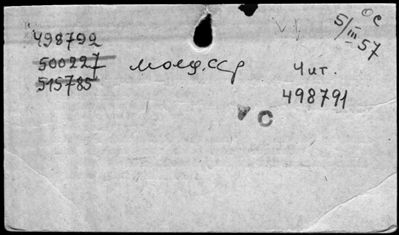 ос
5/III 57
498792
500227
515785
молд. сср
Чит.
498791
с